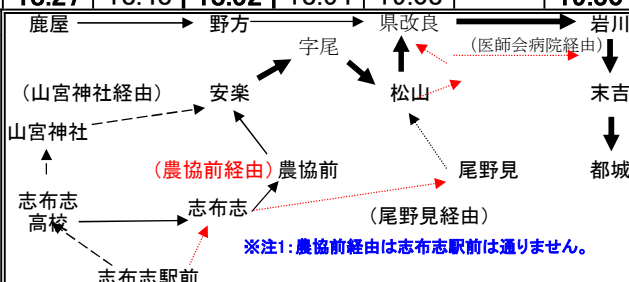 鹿屋 野方 県改良 岩川
字尾 (医師会病院経由)
(山宮神社経由) 安楽 松山 末吉
山宮神社
(農協前経由) 農協前 尾野見 都城
志布志
高校 志布志 (尾野見経由)
※注1:農協前経由は志布志駅前は通りません。
志布志駅前